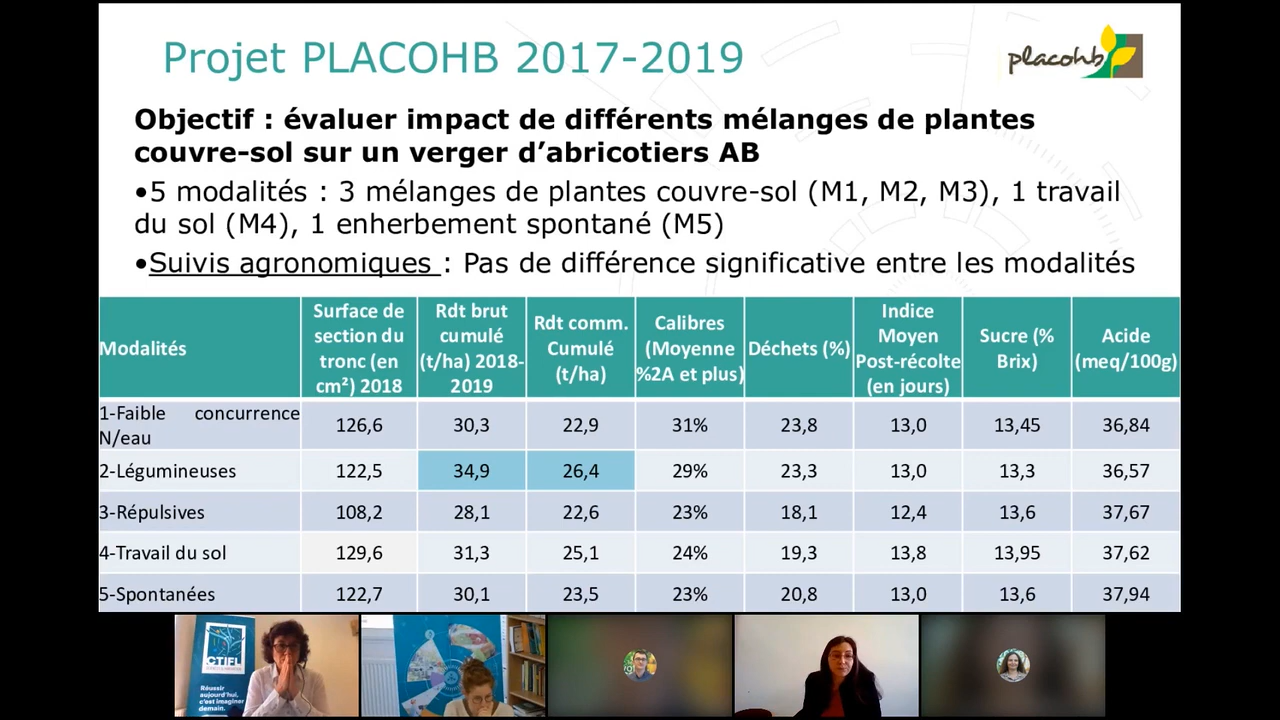 Projet PLACOHB 2017-2019
placohb
Objectif : évaluer impact de différents mélanges de plantes
couvre-sol sur un verger d’abricotiers AB
•5 modalités : 3 mélanges de plantes couvre-sol (M1, M2, M3), 1 travail
du sol (M4), 1 enherbement spontané (M5)
•Suivis agronomiques : Pas de différence significative entre les modalités
Modalités
Surface de
section du
tronc (en
cm²) 2018
Rdt brut
cumulé
(t/ha) 2018-
2019
Rdt comm.
Cumulé
(t/ha)
Calibres
(Moyenne
%2A et plus)
Déchets (%)
Indice
Moyen
Post-récolte
(en jours)
Sucre (%
Brix)
Acide
(meq/100g)
1-Faible concurrence
N/eau
126,6 30,3 22,9 31% 23,8 13,0 13,45 36,84
2-Légumineuses 122,5 34,9 26,4 29% 23,3 13,0 13,3 36,57
3-Répulsives 108,2 28,1 22,6 23% 18,1 12,4 13,6 37,67
4-Travail du sol 129,6 31,3 25,1 24% 19,3 13,8 13,95 37,62
5-Spontanées 122,7 30,1 23,5 23% 20,8 13,0 13,6 37,94
CTIFL
Réussir
aujourd'hui,
c'est imaginer
demain.